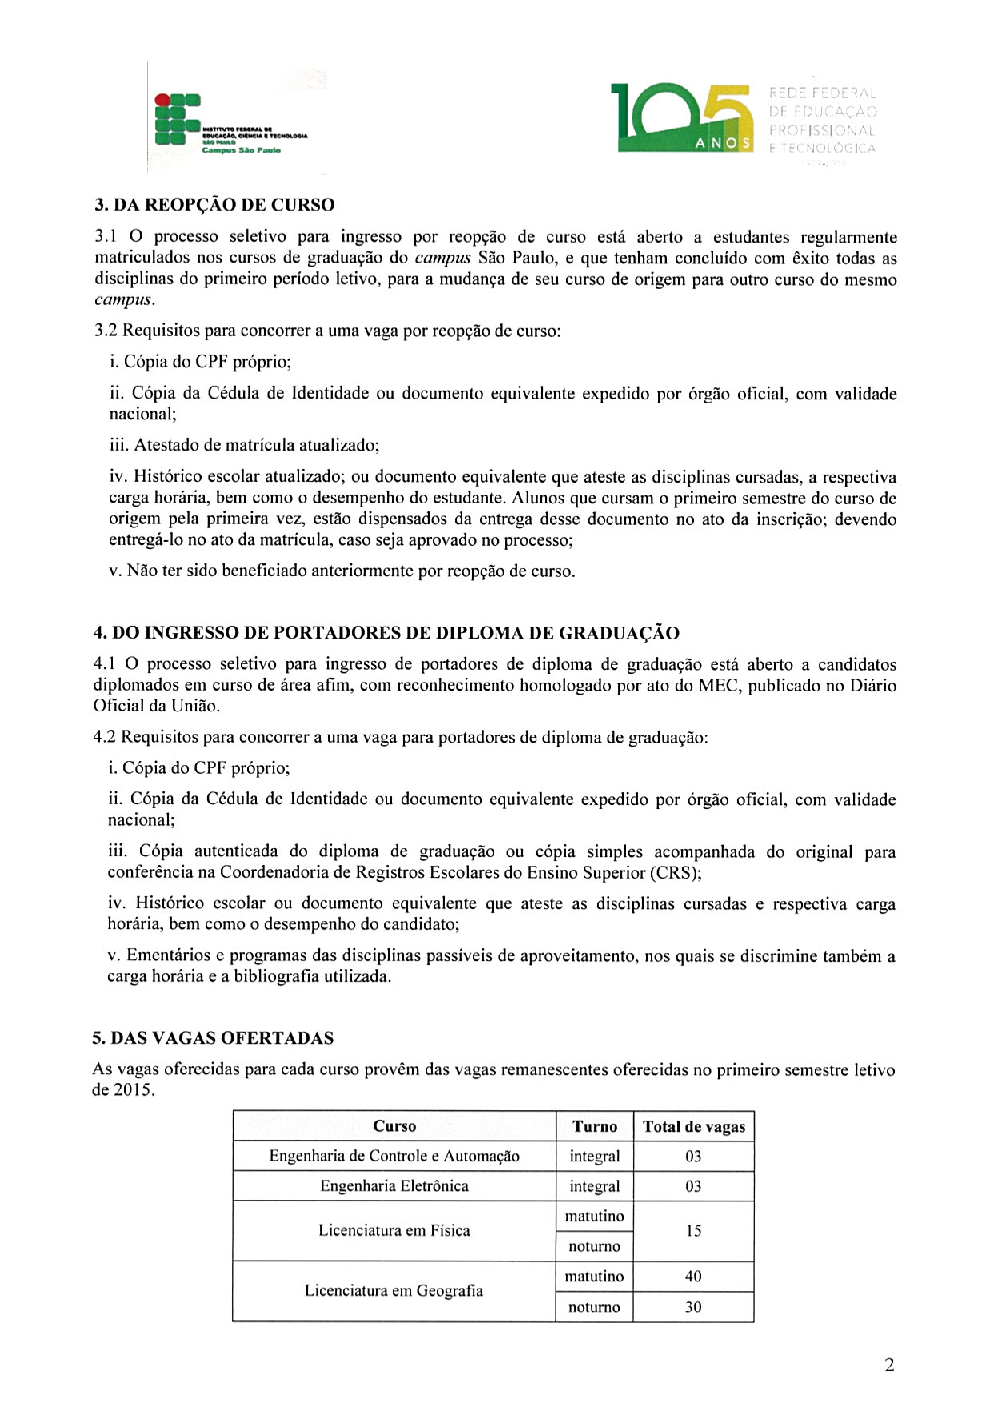 INSTITUTO FEDERAL DE
EDUCAÇÃO, CIÊNCIA E TECNOLOGIA
SÃO PAULO
Campus São Paulo
105
ANOS
REDE FEDERAL
DE EDUCAÇÃO
PROFISSIONAL
E TECNOLÓGICA
3. DA REOPÇÃO DE CURSO
3.1 O processo seletivo para ingresso por reopção de curso está aberto a estudantes regularmente
matriculados nos cursos de graduação do campus São Paulo, e que tenham concluído com êxito todas as
disciplinas do primeiro período letivo, para a mudança de seu curso de origem para outro curso do mesmo
campus.
3.2 Requisitos para concorrer a uma vaga por reopção de curso:
i. Cópia do CPF próprio;
ii. Cópia da Cédula de Identidade ou documento equivalente expedido por órgão oficial, com validade
nacional;
iii. Atestado de matrícula atualizado;
iv. Histórico escolar atualizado; ou documento equivalente que ateste as disciplinas cursadas, a respectiva
carga horária, bem como o desempenho do estudante. Alunos que cursam o primeiro semestre do curso de
origem pela primeira vez, estão dispensados da entrega desse documento no ato da inscrição; devendo
entregá-lo no ato da matrícula, caso seja aprovado no processo;
v. Não ter sido beneficiado anteriormente por reopção de curso.
4. DO INGRESSO DE PORTADORES DE DIPLOMA DE GRADUAÇÃO
4.1 O processo seletivo para ingresso de portadores de diploma de graduação está aberto a candidatos
diplomados em curso de área afim, com reconhecimento homologado por ato do MEC, publicado no Diário
Oficial da União.
4.2 Requisitos para concorrer a uma vaga para portadores de diploma de graduação:
i. Cópia do CPF próprio;
ii. Cópia da Cédula de Identidade ou documento equivalente expedido por órgão oficial, com validade
nacional;
iii. Cópia autenticada do diploma de graduação ou cópia simples acompanhada do original para
conferência na Coordenadoria de Registros Escolares do Ensino Superior (CRS);
iv. Histórico escolar ou documento equivalente que ateste as disciplinas cursadas e respectiva carga
horária, bem como o desempenho do candidato;
v. Ementários e programas das disciplinas passíveis de aproveitamento, nos quais se discrimine também a
carga horária e a bibliografia utilizada.
5. DAS VAGAS OFERTADAS
As vagas oferecidas para cada curso provêm das vagas remanescentes oferecidas no primeiro semestre letivo
de 2015.
Curso Turno Total de vagas
Engenharia de Controle e Automação integral 03
Engenharia Eletrônica integral 03
Licenciatura em Física matutino 15
noturno
Licenciatura em Geografia matutino 40
noturno 30
2